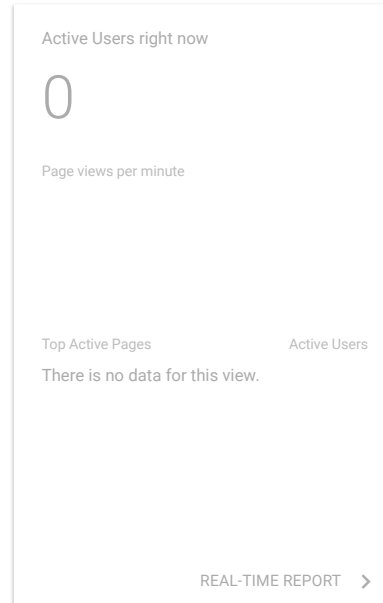 Active Users right now
0
Page views per minute
Top Active Pages Active Users
There is no data for this view.
REAL-TIME REPORT